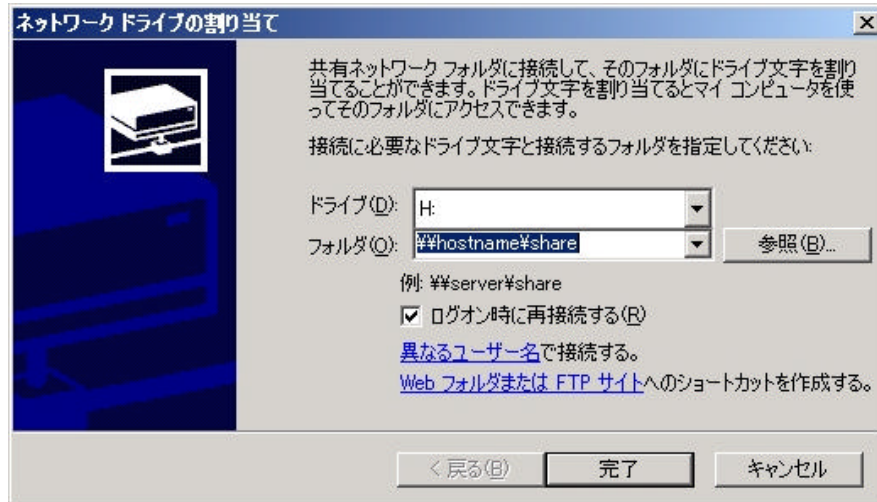 ネットワーク ドライブの割り当て
共有ネットワーク フォルダに接続して、そのフォルダにドライブ文字を割り
当てることができます。ドライブ文字を割り当てるとマイ コンピュータを使
ってそのフォルダにアクセスできます。
接続に必要なドライブ文字と接続するフォルダを指定してください:
ドライブ(D): H:
フォルダ(O): ¥¥hostname¥share 参照(B)...
例: ¥¥server¥share
ログオン時に再接続する(R)
異なるユーザー名で接続する。
Web フォルダまたは FTP サイトへのショートカットを作成する。
< 戻る(B) 完了 キャンセル